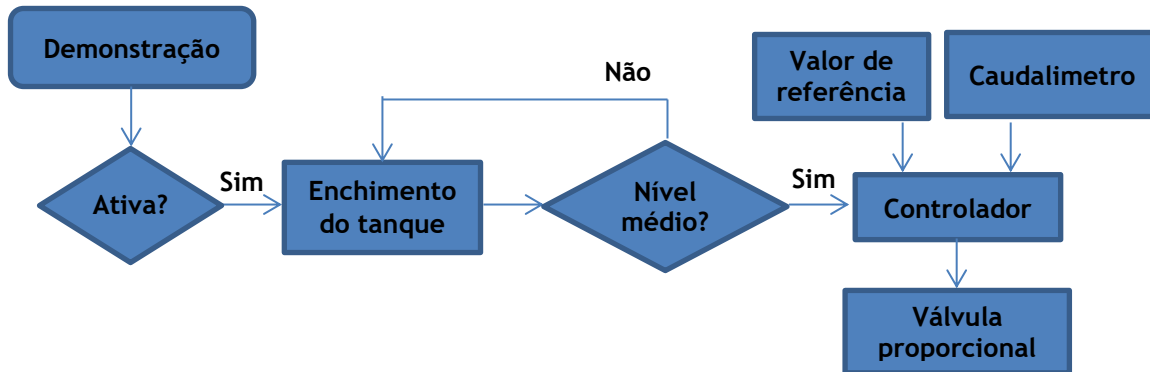 Demonstração
Ativa?
Sim
Enchimento
do tanque
Não
Nível
médio?
Sim
Valor de
referência
Caudalimetro
Controlador
Válvula
proporcional